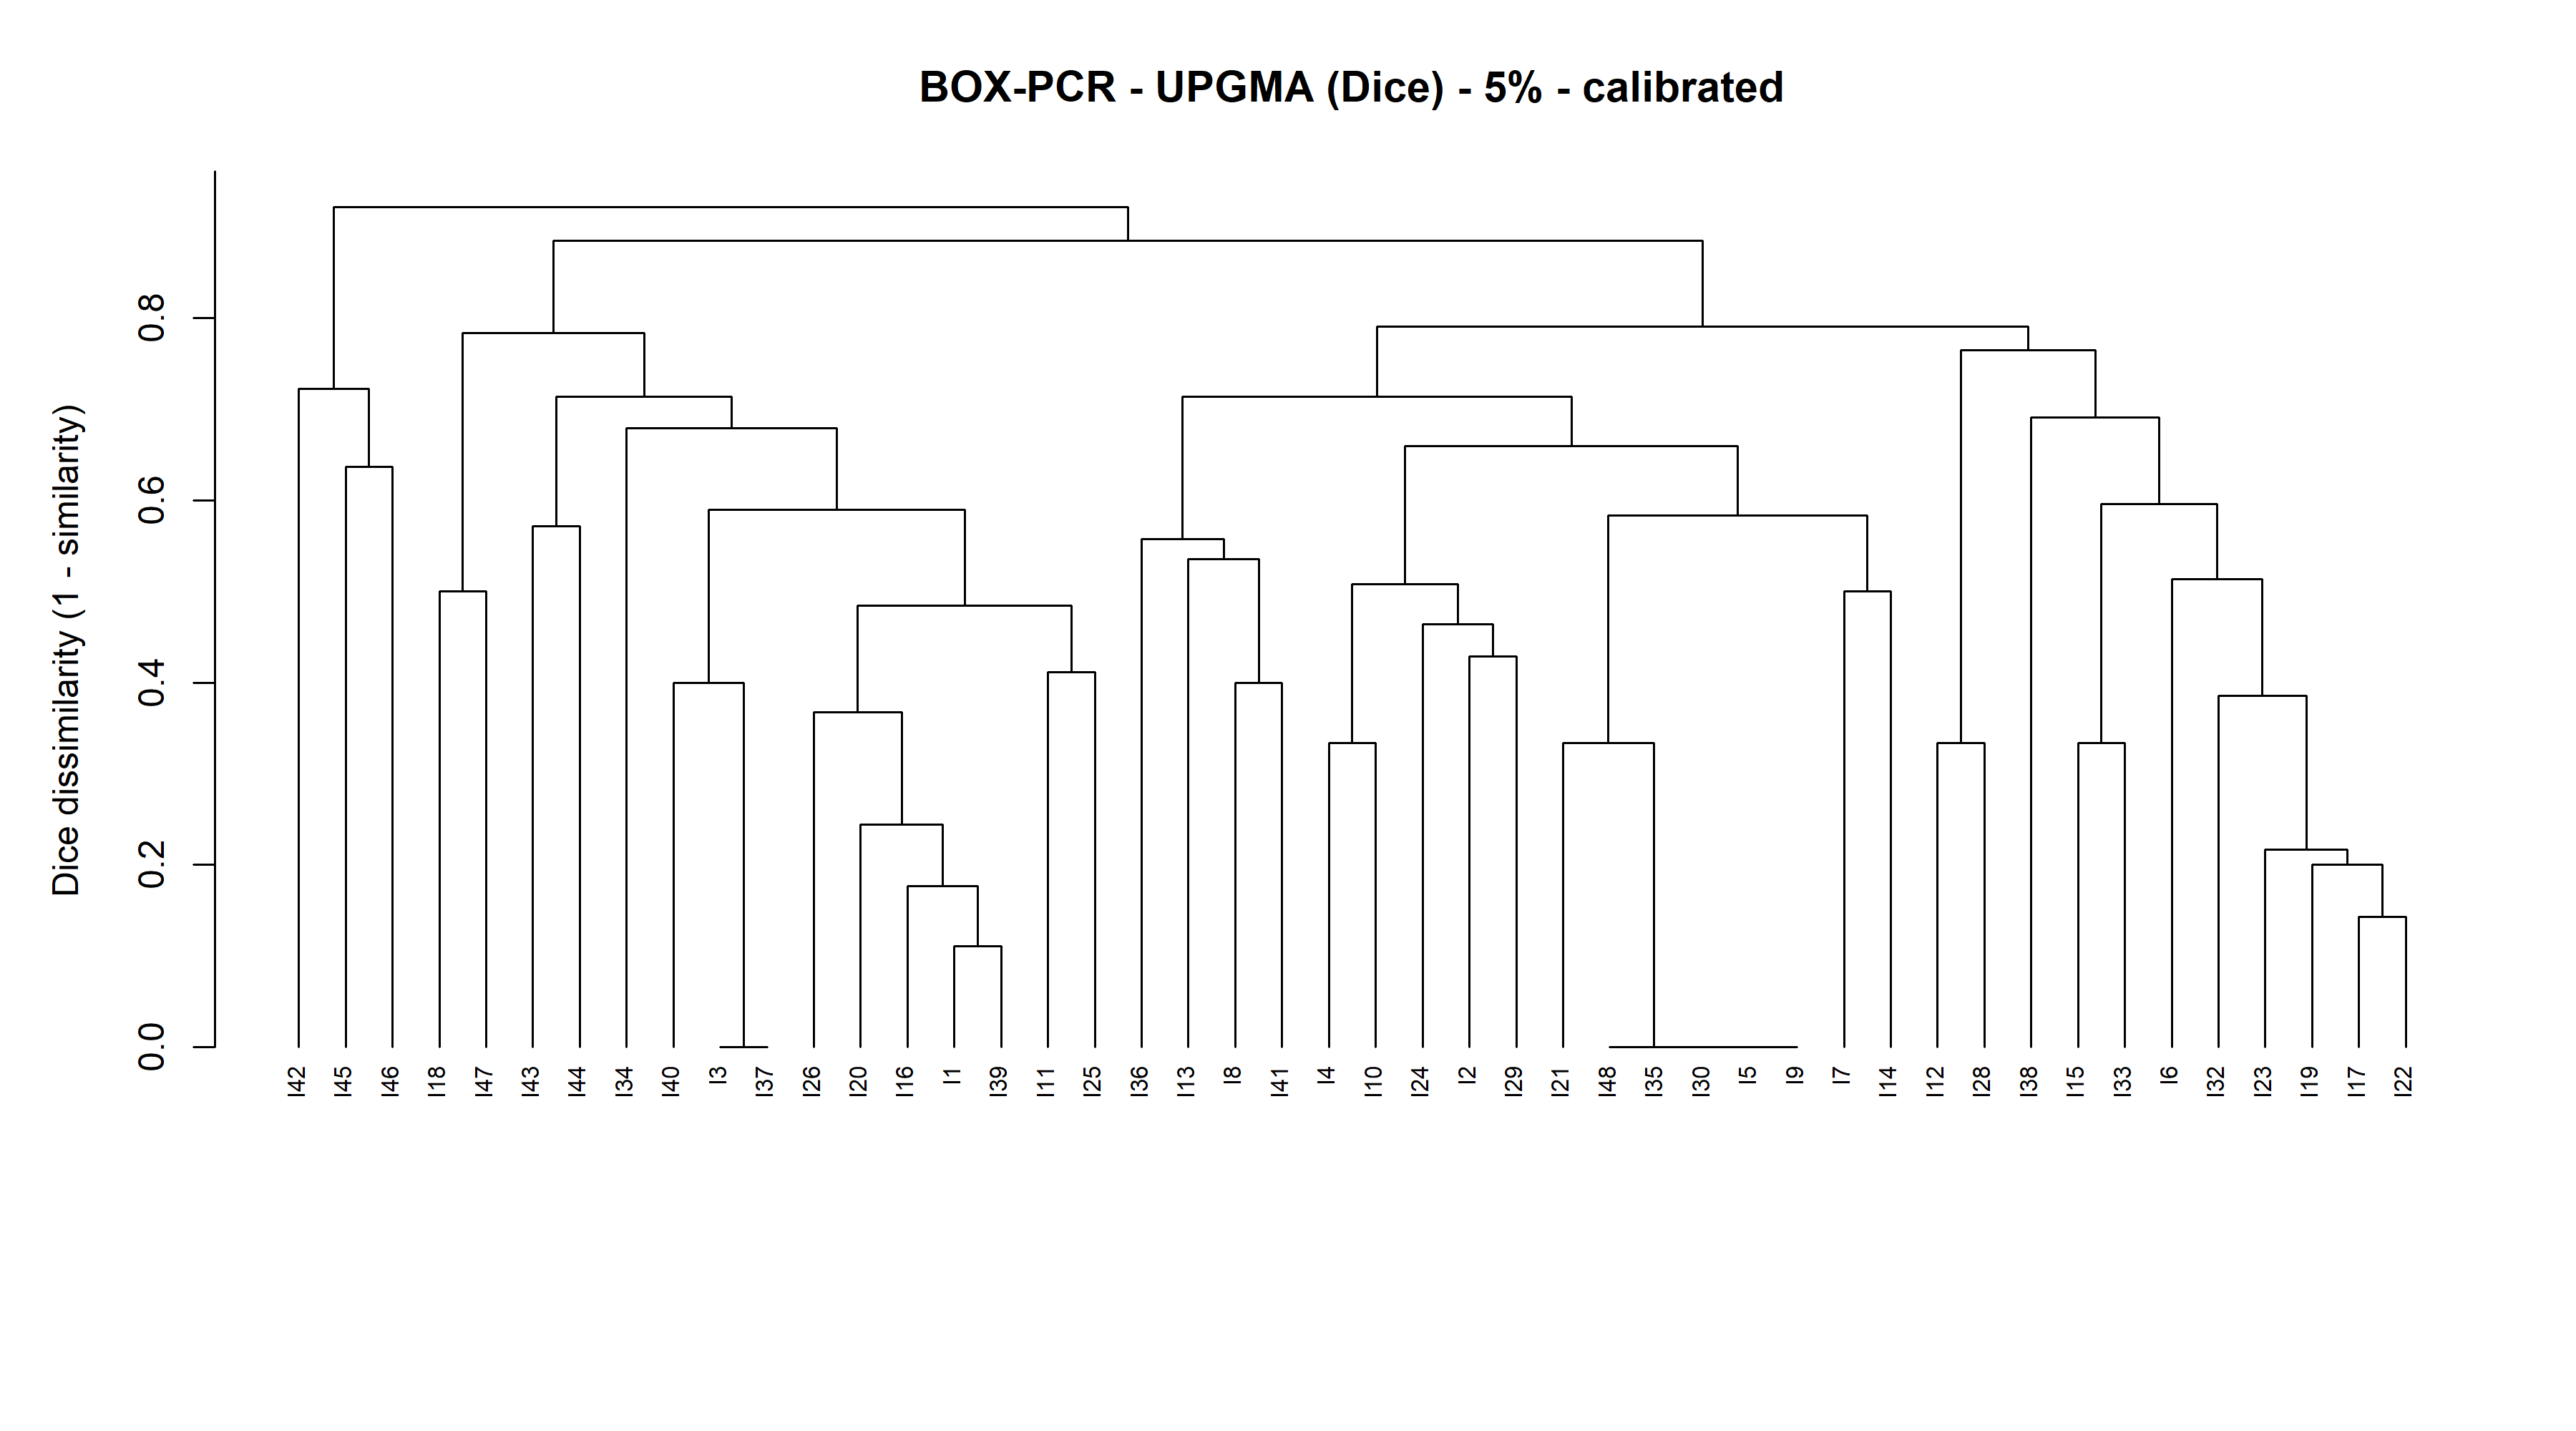 BOX-PCR - UPGMA (Dice) - 5% - calibrated
Dice dissimilarity (1 - similarity)
0.8
0.6
0.4
0.2
0.0
I42 I45 I46 I18 I47 I43 I44 I34 I40 I3 I37 I26 I20 I16 I1 I39 I11 I25 I36 I13 I8 I41 I4 I10 I24 I2 I29 I21 I48 I35 I30 I5 I9 I7 I14 I12 I28 I38 I15 I33 I6 I32 I23 I19 I17 I22